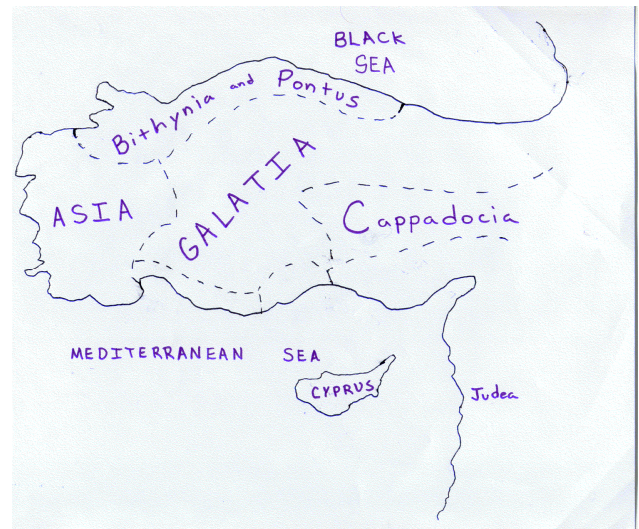 BLACK
SEA
Bithynia and Pontus
ASIA
GALATIA
Cappadocia
MEDITERRANEAN SEA
CYPRUS
Judea